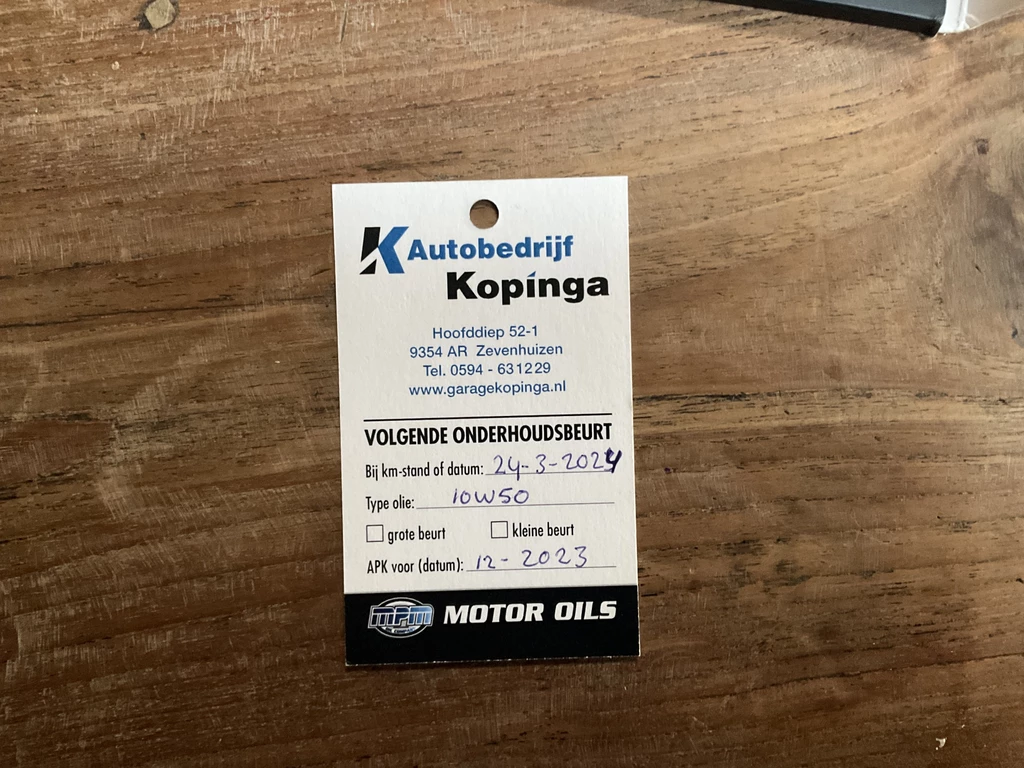 K Autobedrijf
Kopinga
Hoofddiep 52-1
9354 AR Zevenhuizen
Tel. 0594 - 631229
www.garagekopinga.nl
VOLGENDE ONDERHOUDSBEURT
Bij km-stand of datum: 24-3-2024
Type olie: 10W50
grote beurt kleine beurt
APK voor (datum): 12-2023
MPM MOTOR OILS